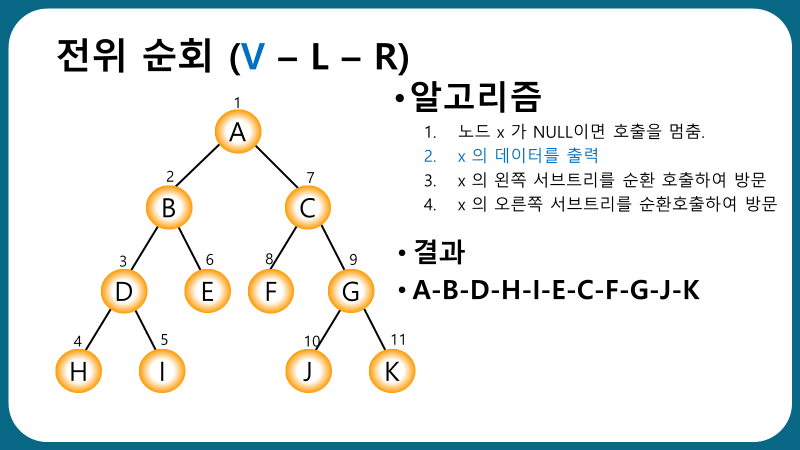 전위 순회 (V – L – R)
1
A
2
B
7
C
3
D
6
E
8
F
9
G
4
H
5
I
10
J
11
K
• 알고리즘
1. 노드 x 가 NULL이면 호출을 멈춤.
2. x 의 데이터를 출력
3. x 의 왼쪽 서브트리를 순환 호출하여 방문
4. x 의 오른쪽 서브트리를 순환호출하여 방문
• 결과
• A-B-D-H-I-E-C-F-G-J-K